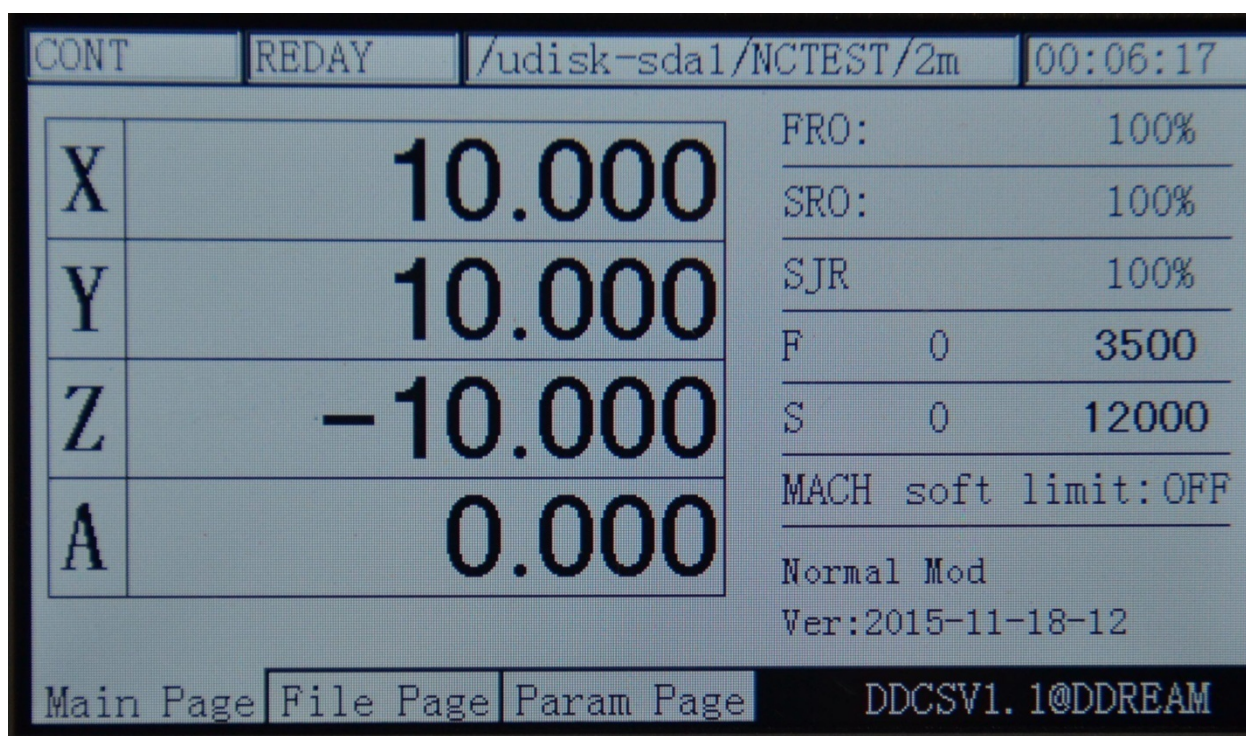 CONT REDAY /udisk-sda1/NCTEST/2m 00:06:17
X 10.000
Y 10.000
Z -10.000
A 0.000
FRO: 100%
SRO: 100%
SJR 100%
F 0 3500
S 0 12000
MACH soft limit:OFF
Normal Mod
Ver:2015-11-18-12
Main Page File Page Param Page DDCSV1.1@DDREAM